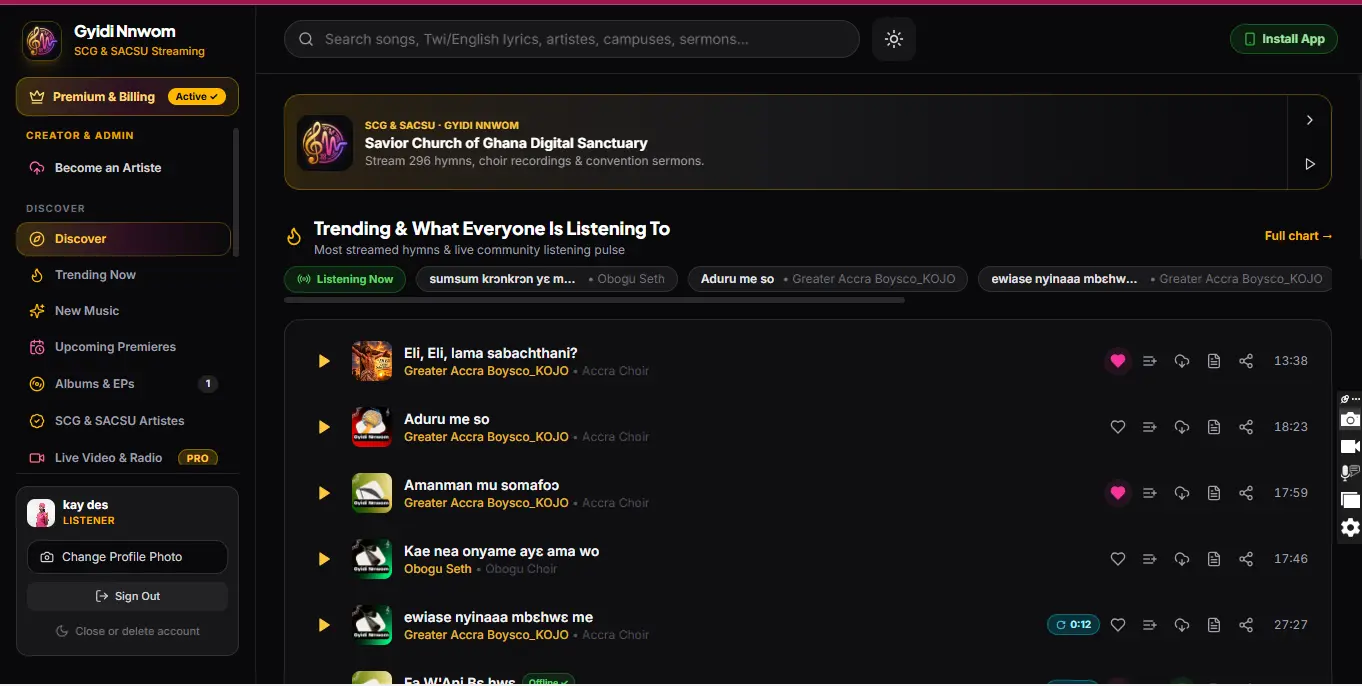 Gyidi Nnwom
SCG & SACSU Streaming
Premium & Billing Active ✓
CREATOR & ADMIN
Become an Artiste
DISCOVER
Discover
Trending Now
New Music
Upcoming Premieres
Albums & EPs 1
SCG & SACSU Artistes
Live Video & Radio PRO
kay des
LISTENER
Change Profile Photo
Sign Out
Close or delete account
Search songs, Twi/English lyrics, artistes, campuses, sermons...
Install App
SCG & SACSU · GYIDI NNWOM
Savior Church of Ghana Digital Sanctuary
Stream 296 hymns, choir recordings & convention sermons.
Trending & What Everyone Is Listening To
Most streamed hymns & live community listening pulse
Full chart →
Listening Now sumsum krɔnkrɔn yɛ m... • Obogu Seth Aduru me so • Greater Accra Boysco_KOJO ewiase nyinaaa mbɛhw... • Greater Accra Boysco_KOJO
Eli, Eli, lama sabachthani?
Greater Accra Boysco_KOJO • Accra Choir
13:38
Aduru me so
Greater Accra Boysco_KOJO • Accra Choir
18:23
Amanman mu somafoɔ
Greater Accra Boysco_KOJO • Accra Choir
17:59
Kae nea onyame ayɛ ama wo
Obogu Seth • Obogu Choir
17:46
ewiase nyinaaa mbɛhwɛ me
Greater Accra Boysco_KOJO • Accra Choir
0:12 27:27
Offline ✓